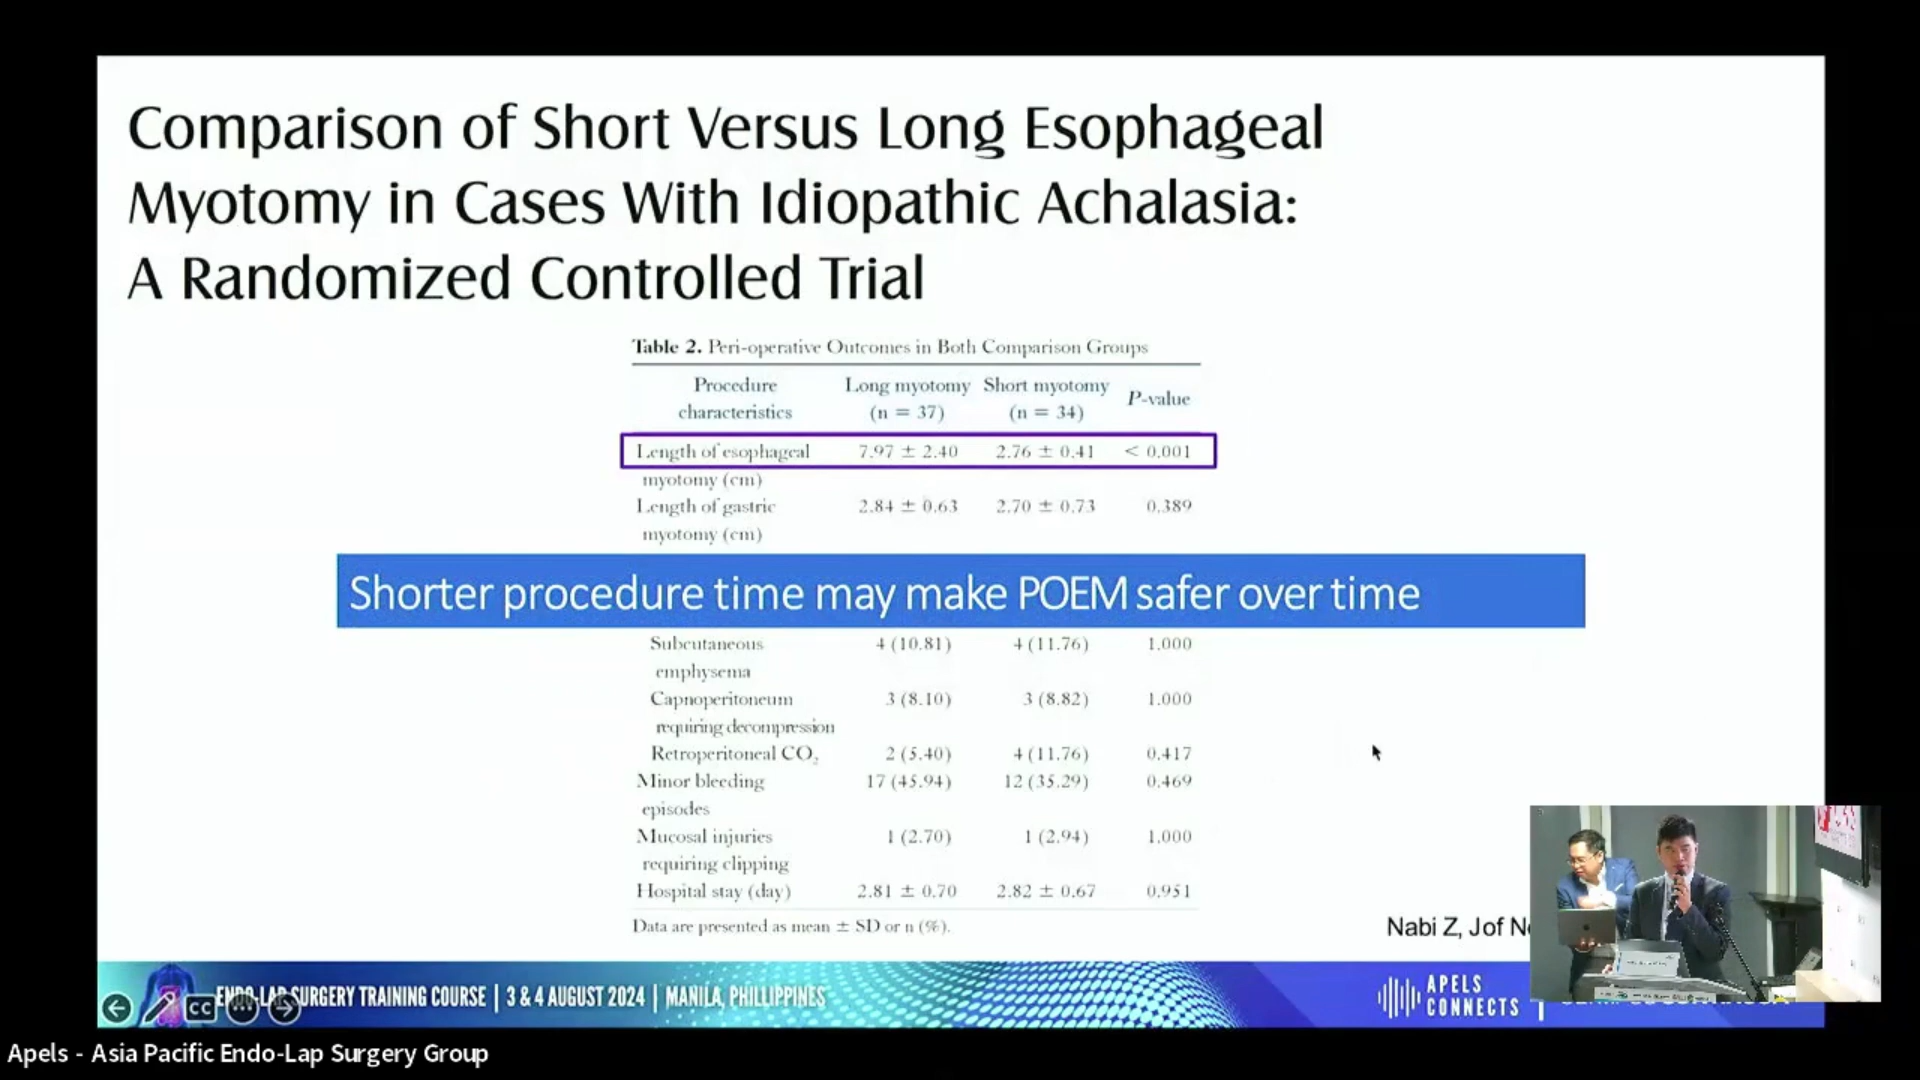 Comparison of Short Versus Long Esophageal
Myotomy in Cases With Idiopathic Achalasia:
A Randomized Controlled Trial
Table 2. Peri-operative Outcomes in Both Comparison Groups
Procedure characteristics Long myotomy (n = 37) Short myotomy (n = 34) P-value
Length of esophageal 7.97 ± 2.40 2.76 ± 0.41 < 0.001
myotomy (cm)
Length of gastric 2.84 ± 0.63 2.70 ± 0.73 0.389
myotomy (cm)
Shorter procedure time may make POEM safer over time
Subcutaneous 4 (10.81) 4 (11.76) 1.000
emphysema
Capnoperitoneum 3 (8.10) 3 (8.82) 1.000
requiring decompression
Retroperitoneal CO₂ 2 (5.40) 4 (11.76) 0.417
Minor bleeding 17 (45.94) 12 (35.29) 0.469
episodes
Mucosal injuries 1 (2.70) 1 (2.94) 1.000
requiring clipping
Hospital stay (day) 2.81 ± 0.70 2.82 ± 0.67 0.951
Data are presented as mean ± SD or n (%).
Nabi Z, Jof
ENDO-LAP SURGERY TRAINING COURSE | 3 & 4 AUGUST 2024 | MANILA, PHILLIPPINES
CC
APELS
CONNECTS
Apels - Asia Pacific Endo-Lap Surgery Group